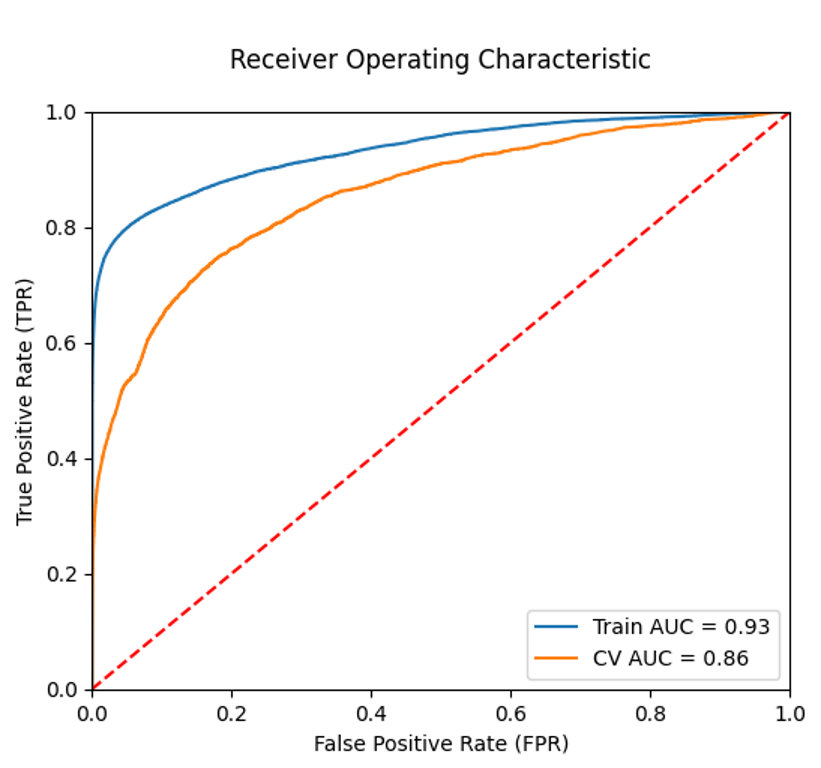 Receiver Operating Characteristic
1.0
0.8
0.6
0.4
0.2
0.0
True Positive Rate (TPR)
Train AUC = 0.93
CV AUC = 0.86
0.0 0.2 0.4 0.6 0.8 1.0
False Positive Rate (FPR)